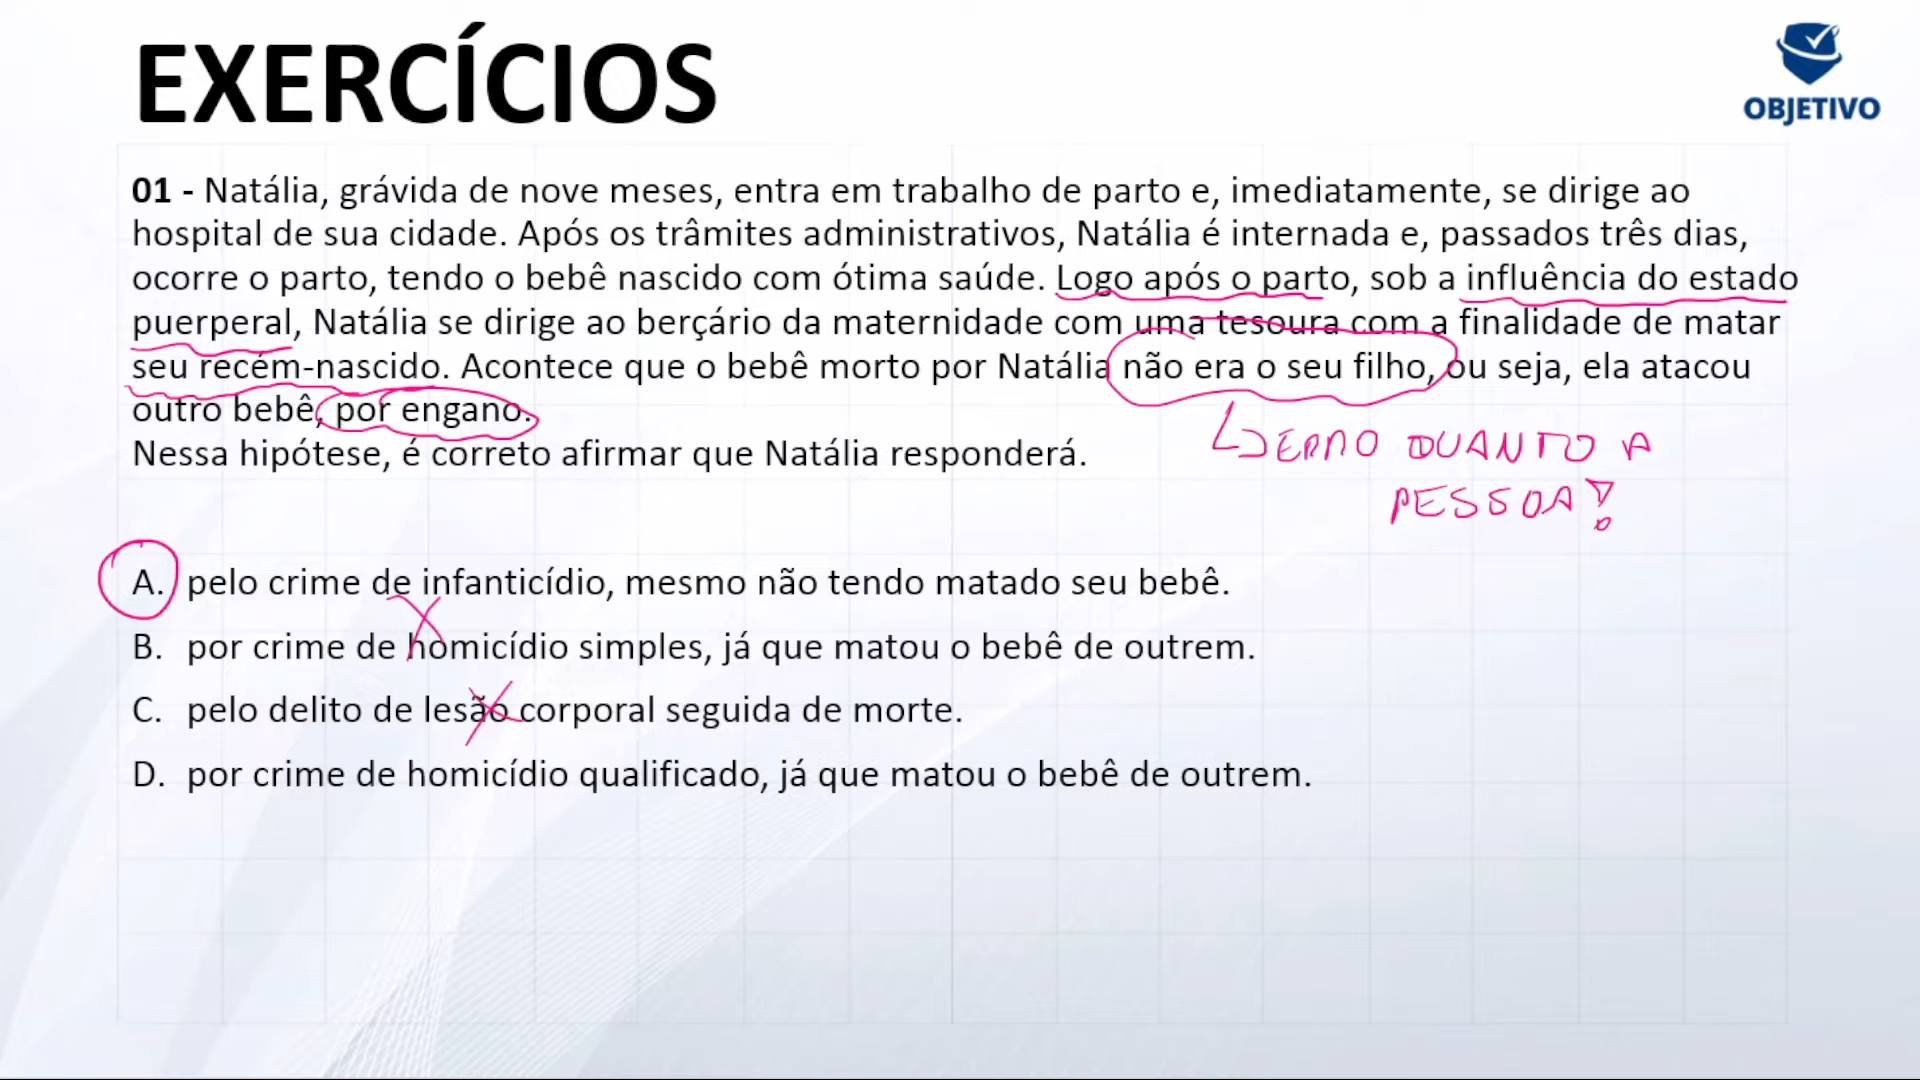 EXERCÍCIOS
OBJETIVO
01 - Natália, grávida de nove meses, entra em trabalho de parto e, imediatamente, se dirige ao
hospital de sua cidade. Após os trâmites administrativos, Natália é internada e, passados três dias,
ocorre o parto, tendo o bebê nascido com ótima saúde. Logo após o parto, sob a influência do estado
puerperal, Natália se dirige ao berçário da maternidade com uma tesoura com a finalidade de matar
seu recém-nascido. Acontece que o bebê morto por Natália não era o seu filho, ou seja, ela atacou
outro bebê, por engano.
Nessa hipótese, é correto afirmar que Natália responderá.
ERRO QUANTO A
PESSOA!
A. pelo crime de infanticídio, mesmo não tendo matado seu bebê.
B. por crime de homicídio simples, já que matou o bebê de outrem.
C. pelo delito de lesão corporal seguida de morte.
D. por crime de homicídio qualificado, já que matou o bebê de outrem.